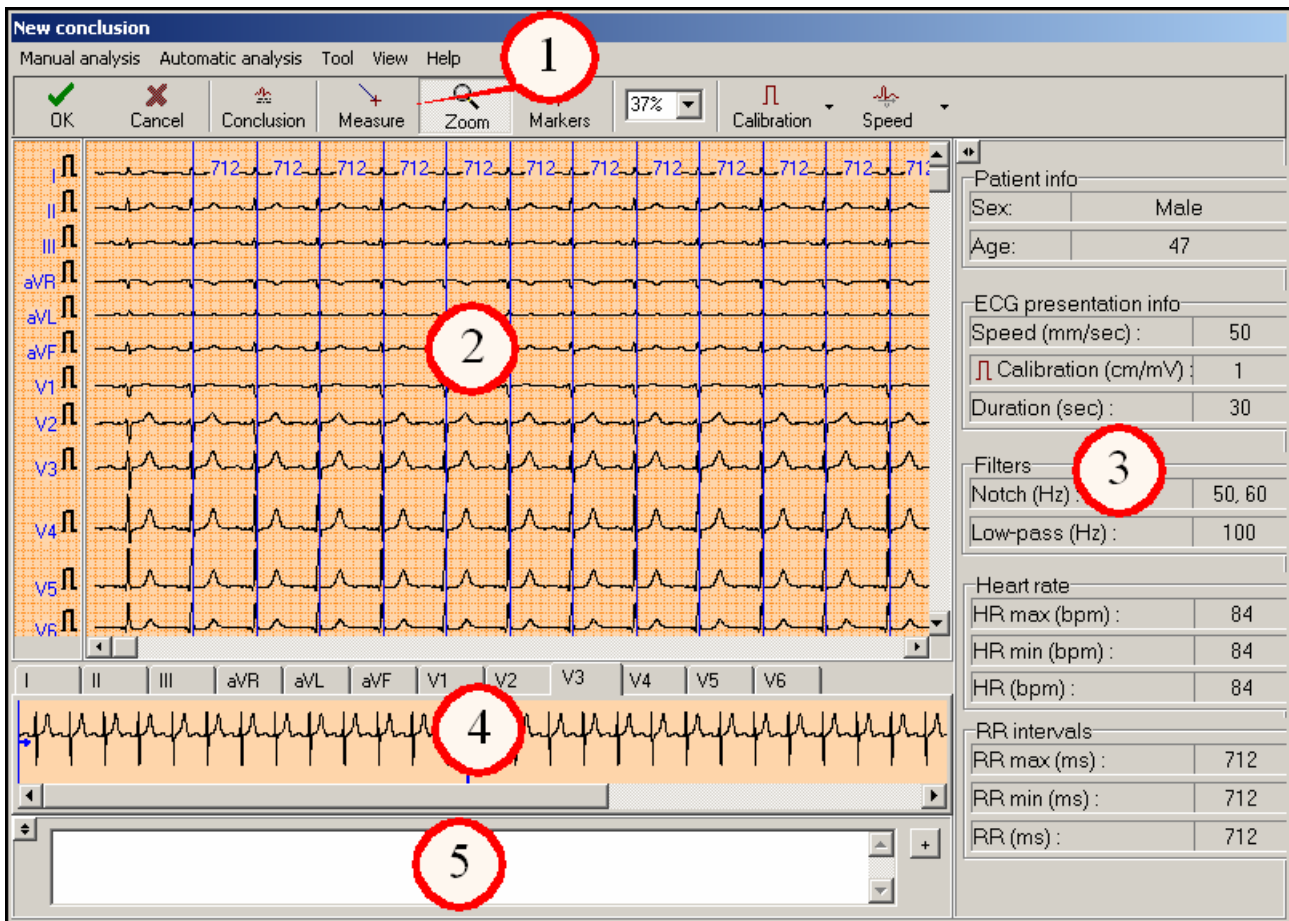 New conclusion
Manual analysis Automatic analysis Tool View Help
1
OK Cancel Conclusion Measure Zoom Markers 37% Calibration Speed
I 712 712 712 712 712 712 712 712 712 712 712 712
II
III
aVR
aVL
aVF
V1
V2
V3
V4
V5
V6
2
Patient info
Sex: Male
Age: 47
ECG presentation info
Speed (mm/sec) : 50
Calibration (cm/mV) : 1
Duration (sec) : 30
3
Filters
Notch (Hz) : 50, 60
Low-pass (Hz) : 100
Heart rate
HR max (bpm) : 84
HR min (bpm) : 84
HR (bpm) : 84
RR intervals
RR max (ms) : 712
RR min (ms) : 712
RR (ms) : 712
I II III aVR aVL aVF V1 V2 V3 V4 V5 V6
4
5
+